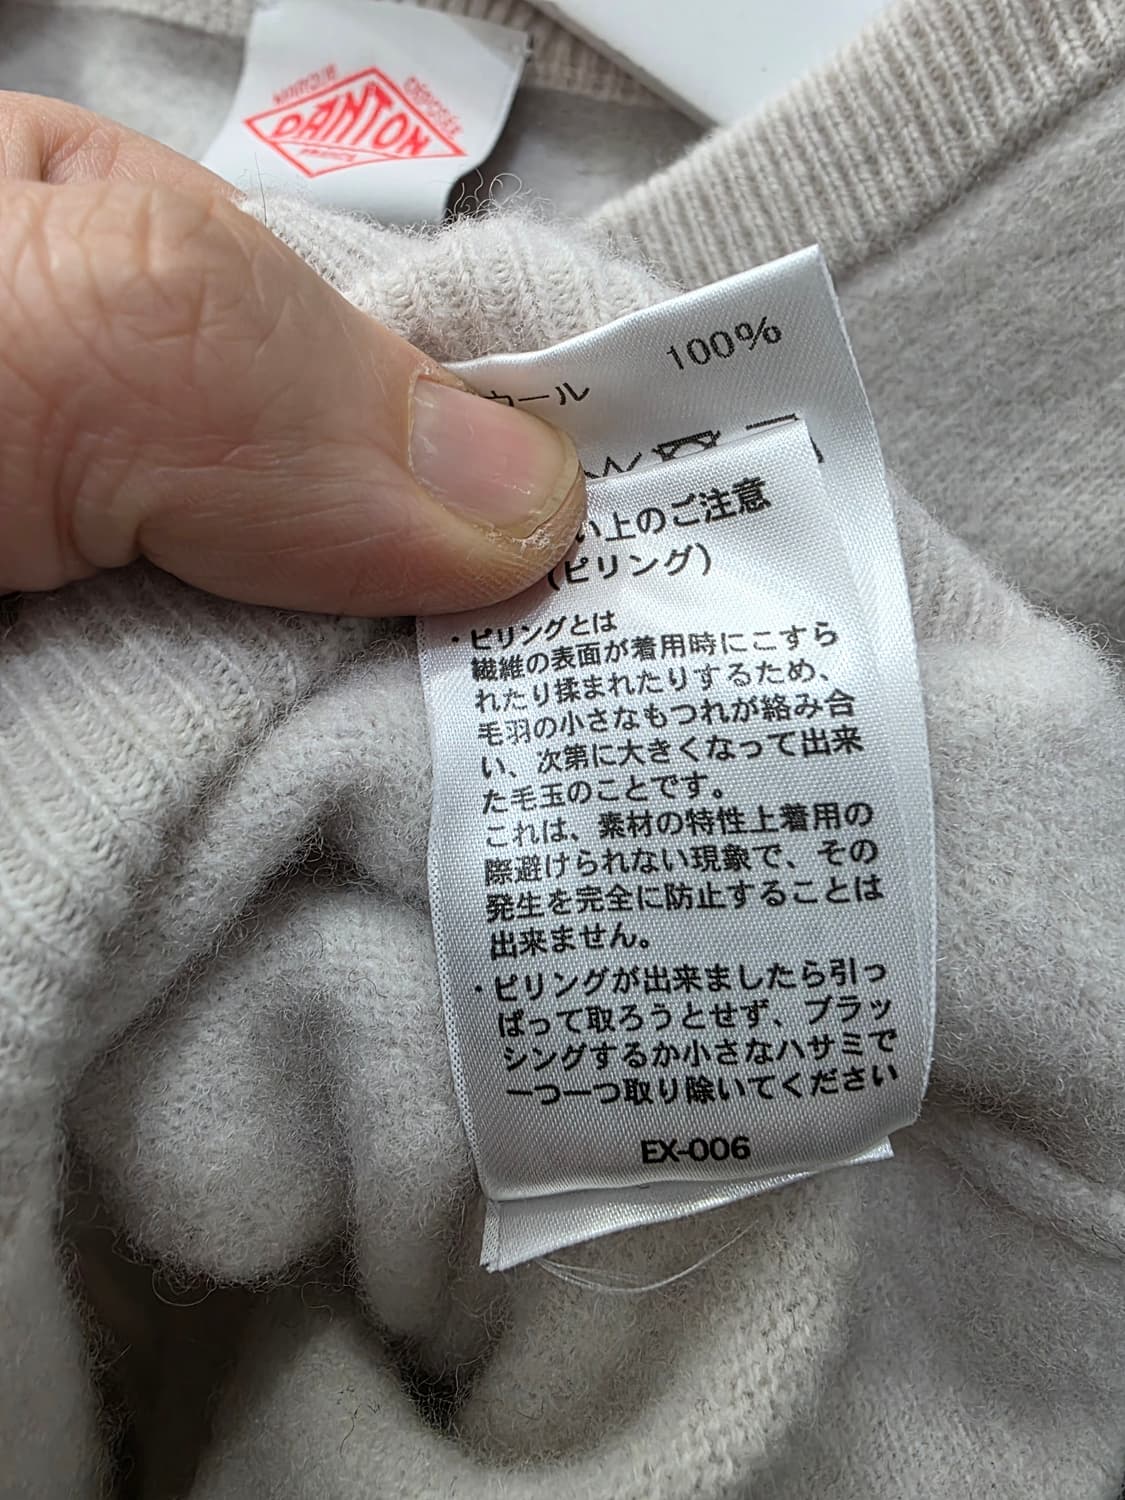 DANTON
DÉPOSÉE
100%
ウール
い上のご注意
(ピリング)
・ピリングとは
繊維の表面が着用時にこすら
れたり揉まれたりするため、
毛羽の小さなもつれが絡み合
い、次第に大きくなって出来
た毛玉のことです。
これは、素材の特性上着用の
際避けられない現象で、その
発生を完全に防止することは
出来ません。
・ピリングが出来ましたら引っ
ぱって取ろうとせず、ブラッ
シングするか小さなハサミで
一つ一つ取り除いてください
EX-006